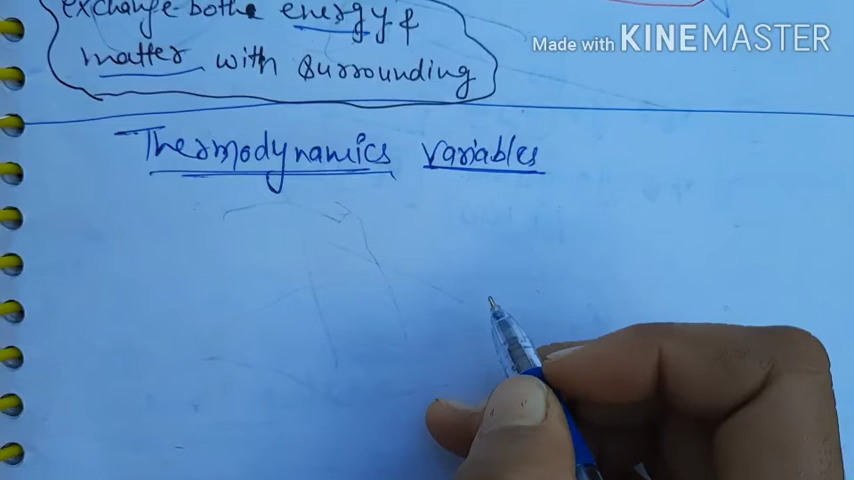 exchange both energy &
matter with surrounding
Made with KINEMASTER
Thermodynamics variables